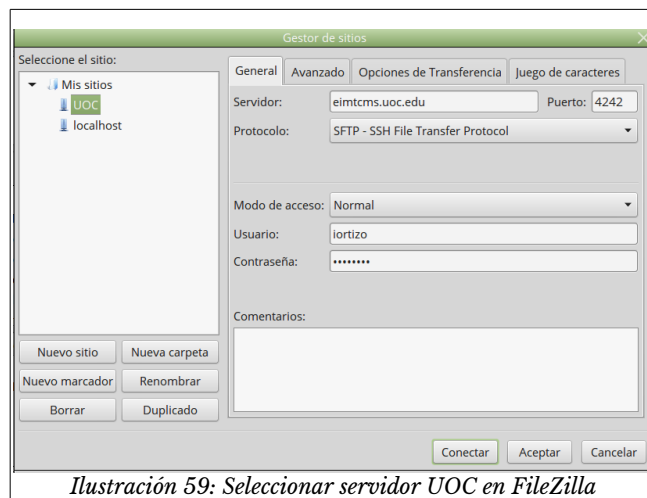 Gestor de sitios
Seleccione el sitio:
Mis sitios
UOC
localhost
Nuevo sitio
Nueva carpeta
Nuevo marcador
Renombrar
Borrar
Duplicado
General
Avanzado
Opciones de Transferencia
Juego de caracteres
Servidor: eimtcms.uoc.edu Puerto: 4242
Protocolo: SFTP - SSH File Transfer Protocol
Modo de acceso: Normal
Usuario: iortizo
Contraseña: ••••••••
Comentarios:
Conectar
Aceptar
Cancelar
Ilustración 59: Seleccionar servidor UOC en FileZilla